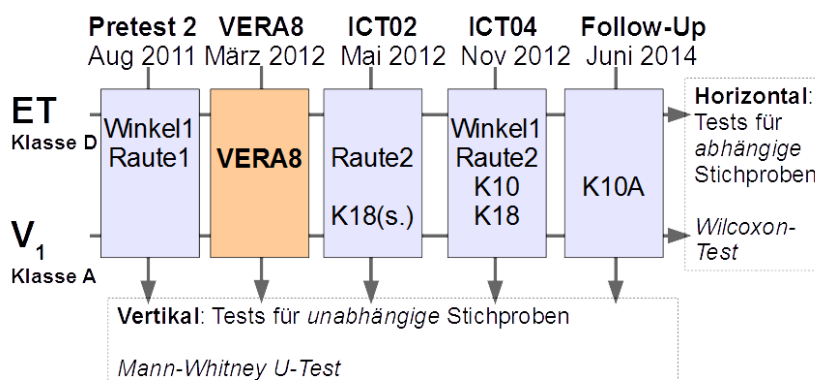 Pretest 2 VERA8 ICT02 ICT04 Follow-Up
Aug 2011 März 2012 Mai 2012 Nov 2012 Juni 2014
ET
Klasse D
Winkel1
Raute1
VERA8
Raute2
K18(s.)
Winkel1
Raute2
K10
K18
K10A
V1
Klasse A
Horizontal:
Tests für
abhängige
Stichproben
Wilcoxon-
Test
Vertikal: Tests für unabhängige Stichproben
Mann-Whitney U-Test